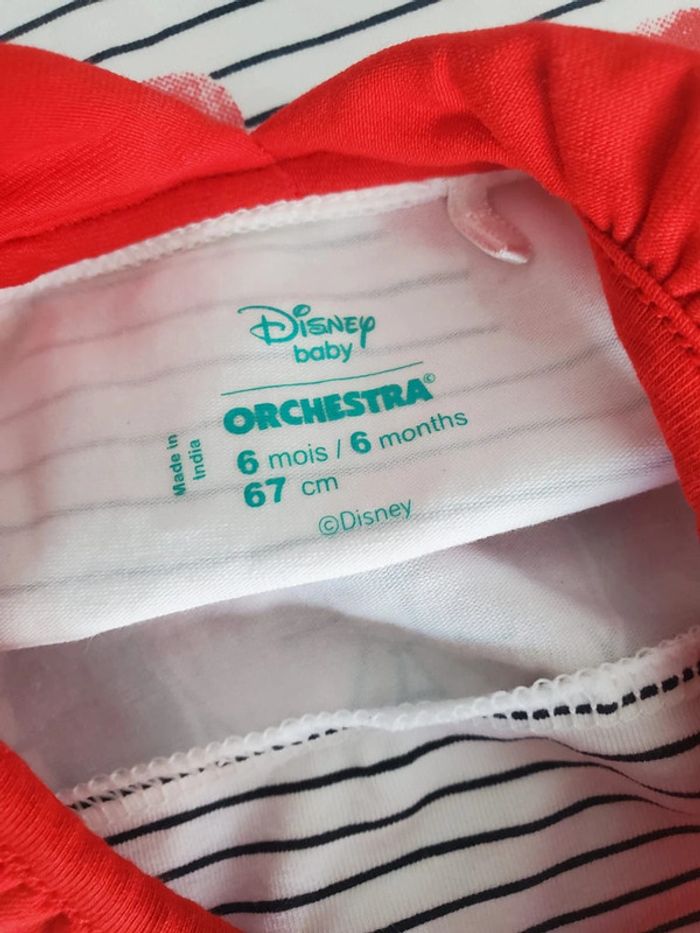 Disney
baby
ORCHESTRA©
6 mois / 6 months
67 cm
©Disney
Made in
India